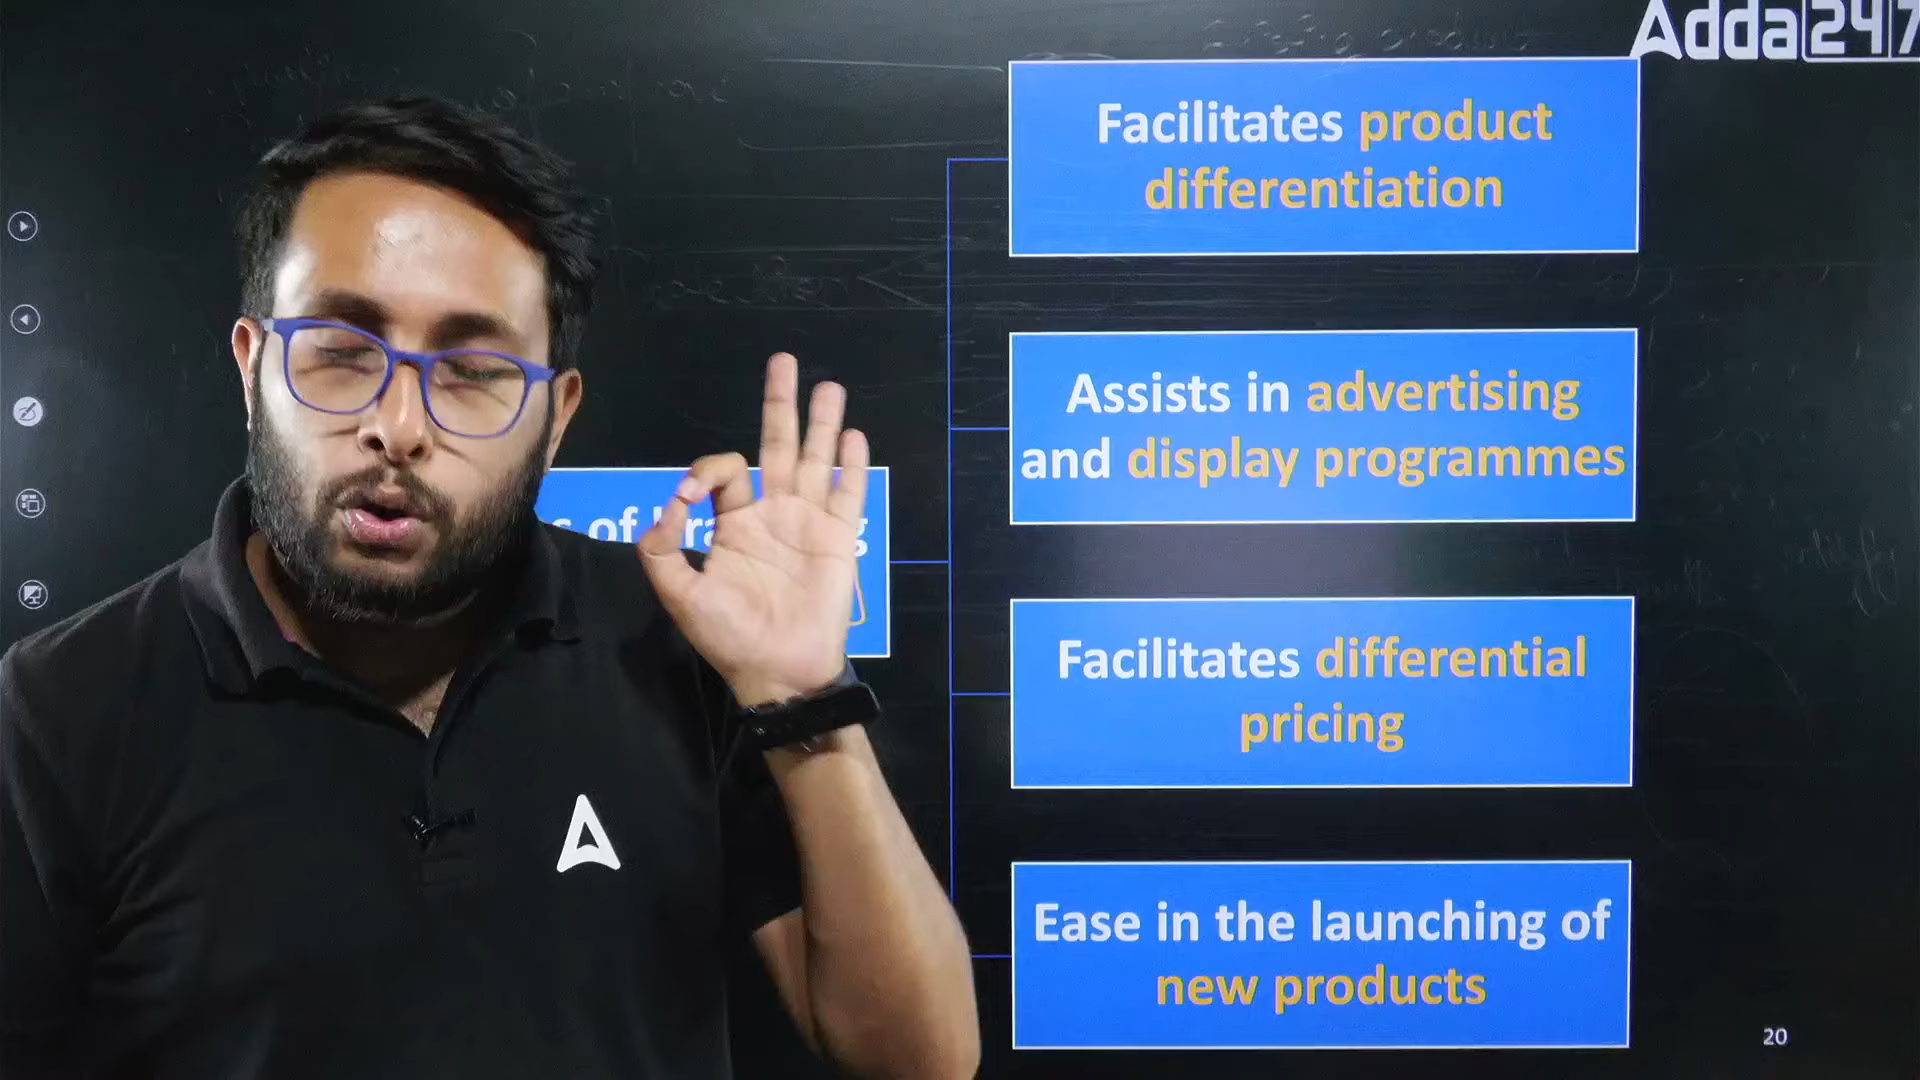 Adda247
Facilitates product
differentiation
Assists in advertising
and display programmes
of
Facilitates differential
pricing
Ease in the launching of
new products
20